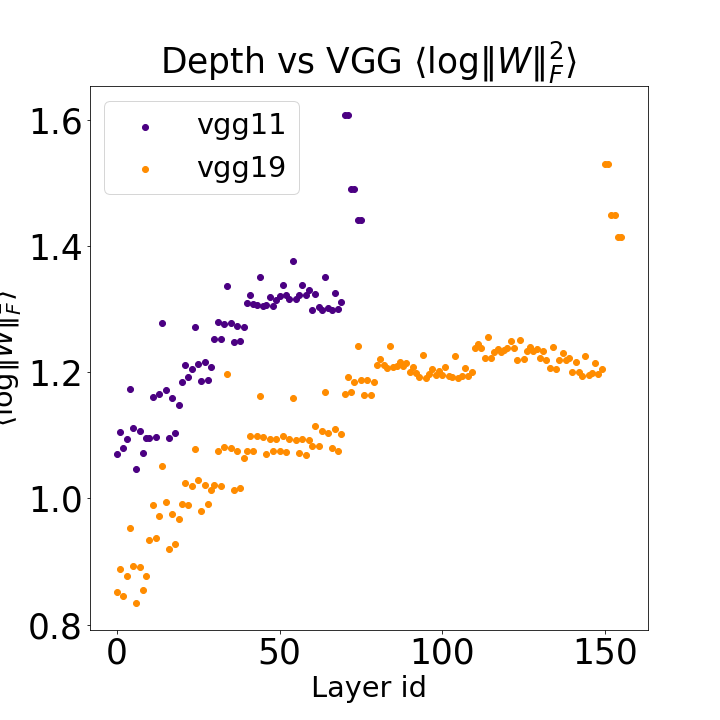 Depth vs VGG ⟨log‖W‖²_F⟩
vgg11
vgg19
1.6
1.4
1.2
1.0
0.8
⟨log‖W‖²_F⟩
0 50 100 150
Layer id